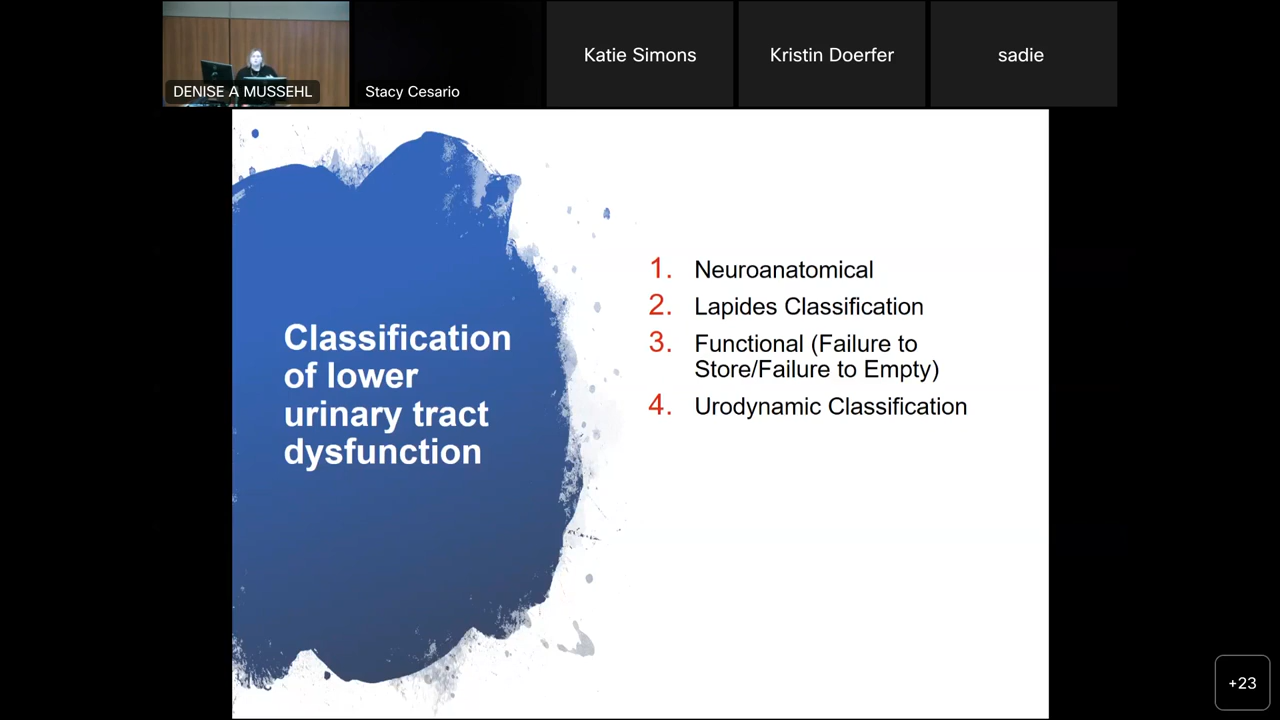 DENISE A MUSSEHL
Stacy Cesario
Katie Simons
Kristin Doerfer
sadie
Classification
of lower
urinary tract
dysfunction
1. Neuroanatomical
2. Lapides Classification
3. Functional (Failure to
Store/Failure to Empty)
4. Urodynamic Classification
+23